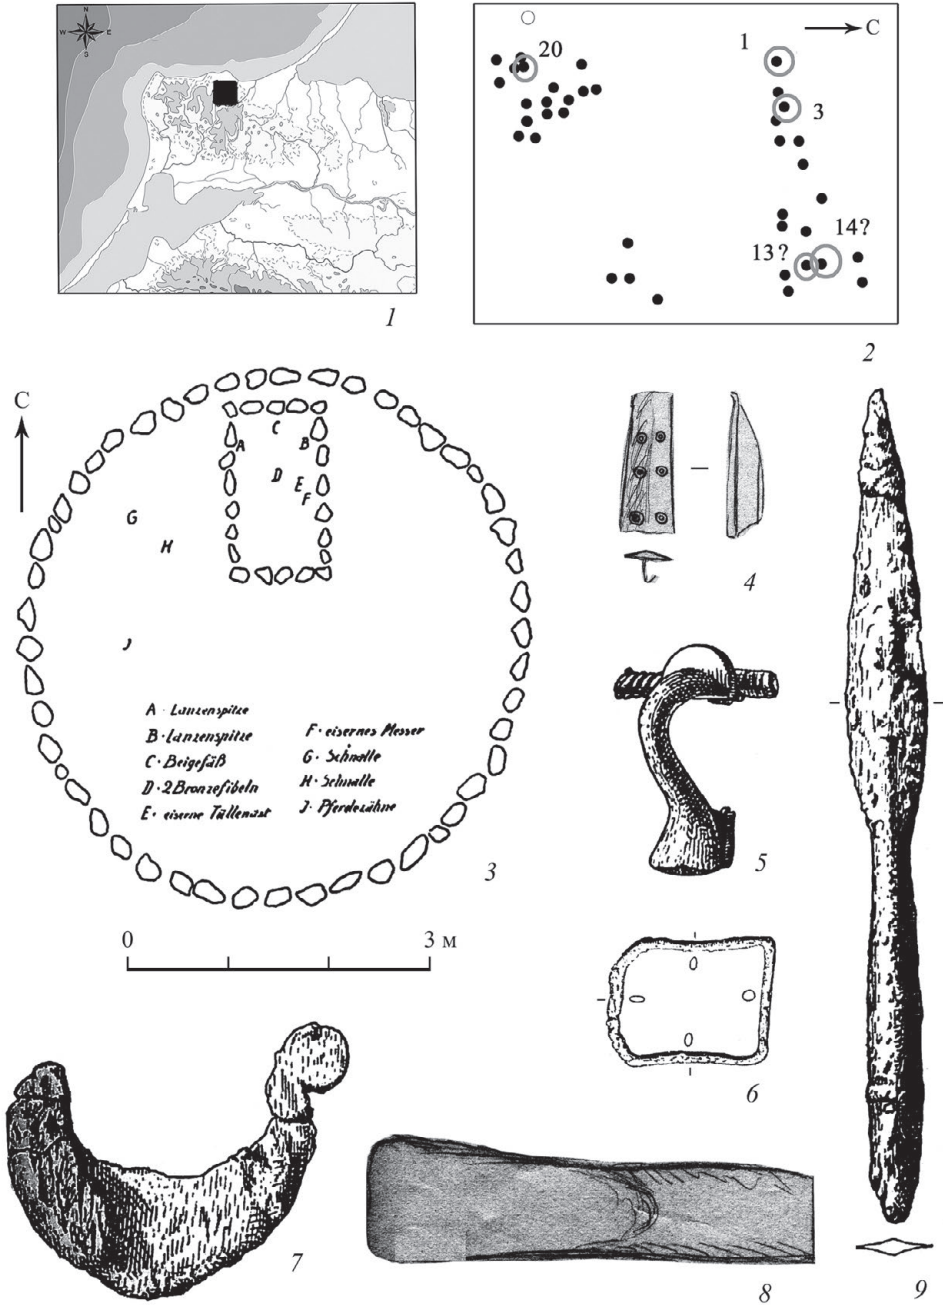 N
W E
S
1
C
20
1
3
14?
13?
2
C
A
C
B
D
E
F
G
H
J
A · Lanzenspitze
B · Lanzenspitze
C · Beigefäß
D · 2 Bronzefibeln
E · eiserne Tüllenaxt
F · eisernes Messer
G · Schnalle
H · Schnalle
J · Pferdezähne
3
0 3 м
4
5
6
7
8
9